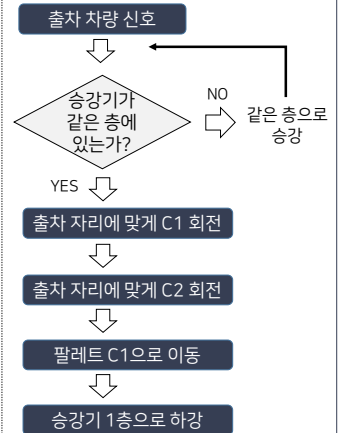 출차 차량 신호
승강기가
같은 층에
있는가?
NO
같은 층으로
승강
YES
출차 자리에 맞게 C1 회전
출차 자리에 맞게 C2 회전
팔레트 C1으로 이동
승강기 1층으로 하강